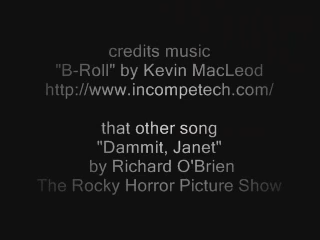 credits music
"B-Roll" by Kevin MacLeod
http://www.incompetech.com/
that other song
"Dammit, Janet"
by Richard O'Brien
The Rocky Horror Picture Show